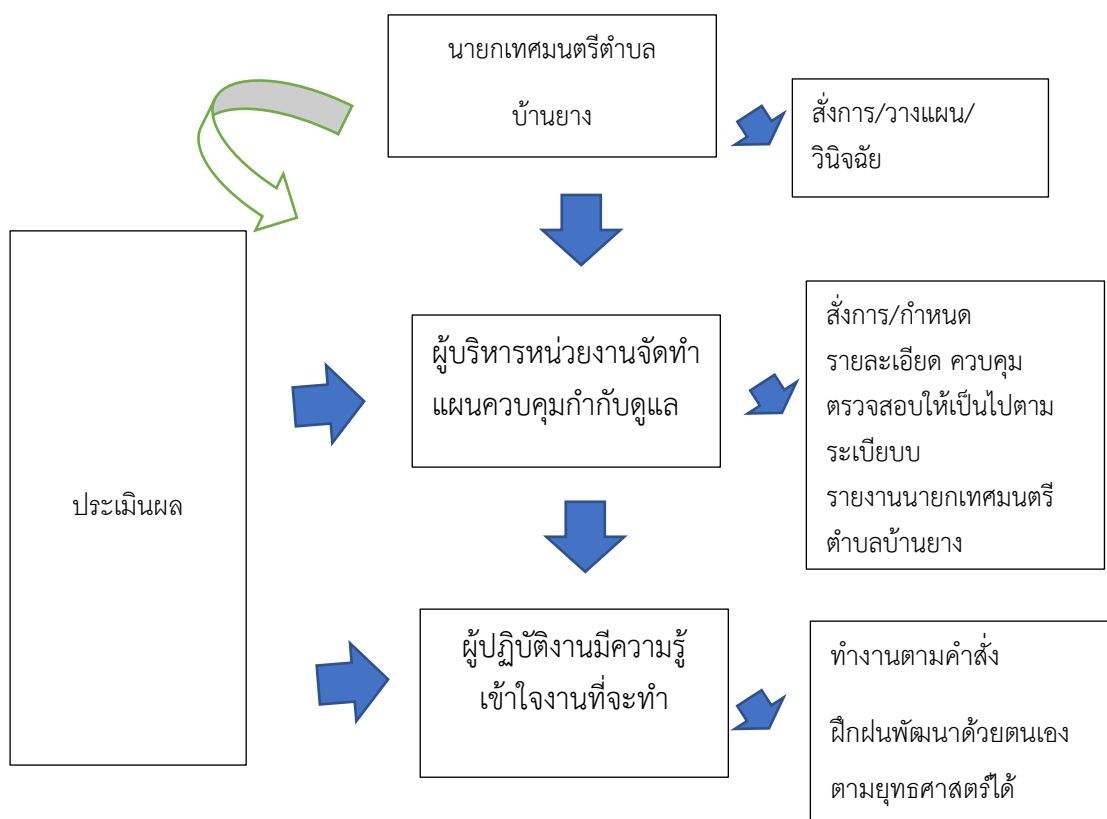 นายกเทศมนตรีตำบล
บ้านยาง
สั่งการ/วางแผน/
วินิจฉัย
ผู้บริหารหน่วยงานจัดทำ
แผนควบคุมกำกับดูแล
สั่งการ/กำหนด
รายละเอียด ควบคุม
ตรวจสอบให้เป็นไปตาม
ระเบียบบ
รายงานนายกเทศมนตรี
ตำบลบ้านยาง
ประเมินผล
ผู้ปฏิบัติงานมีความรู้
เข้าใจงานที่จะทำ
ทำงานตามคำสั่ง
ฝึกฝนพัฒนาด้วยตนเอง
ตามยุทธศาสตร์ได้